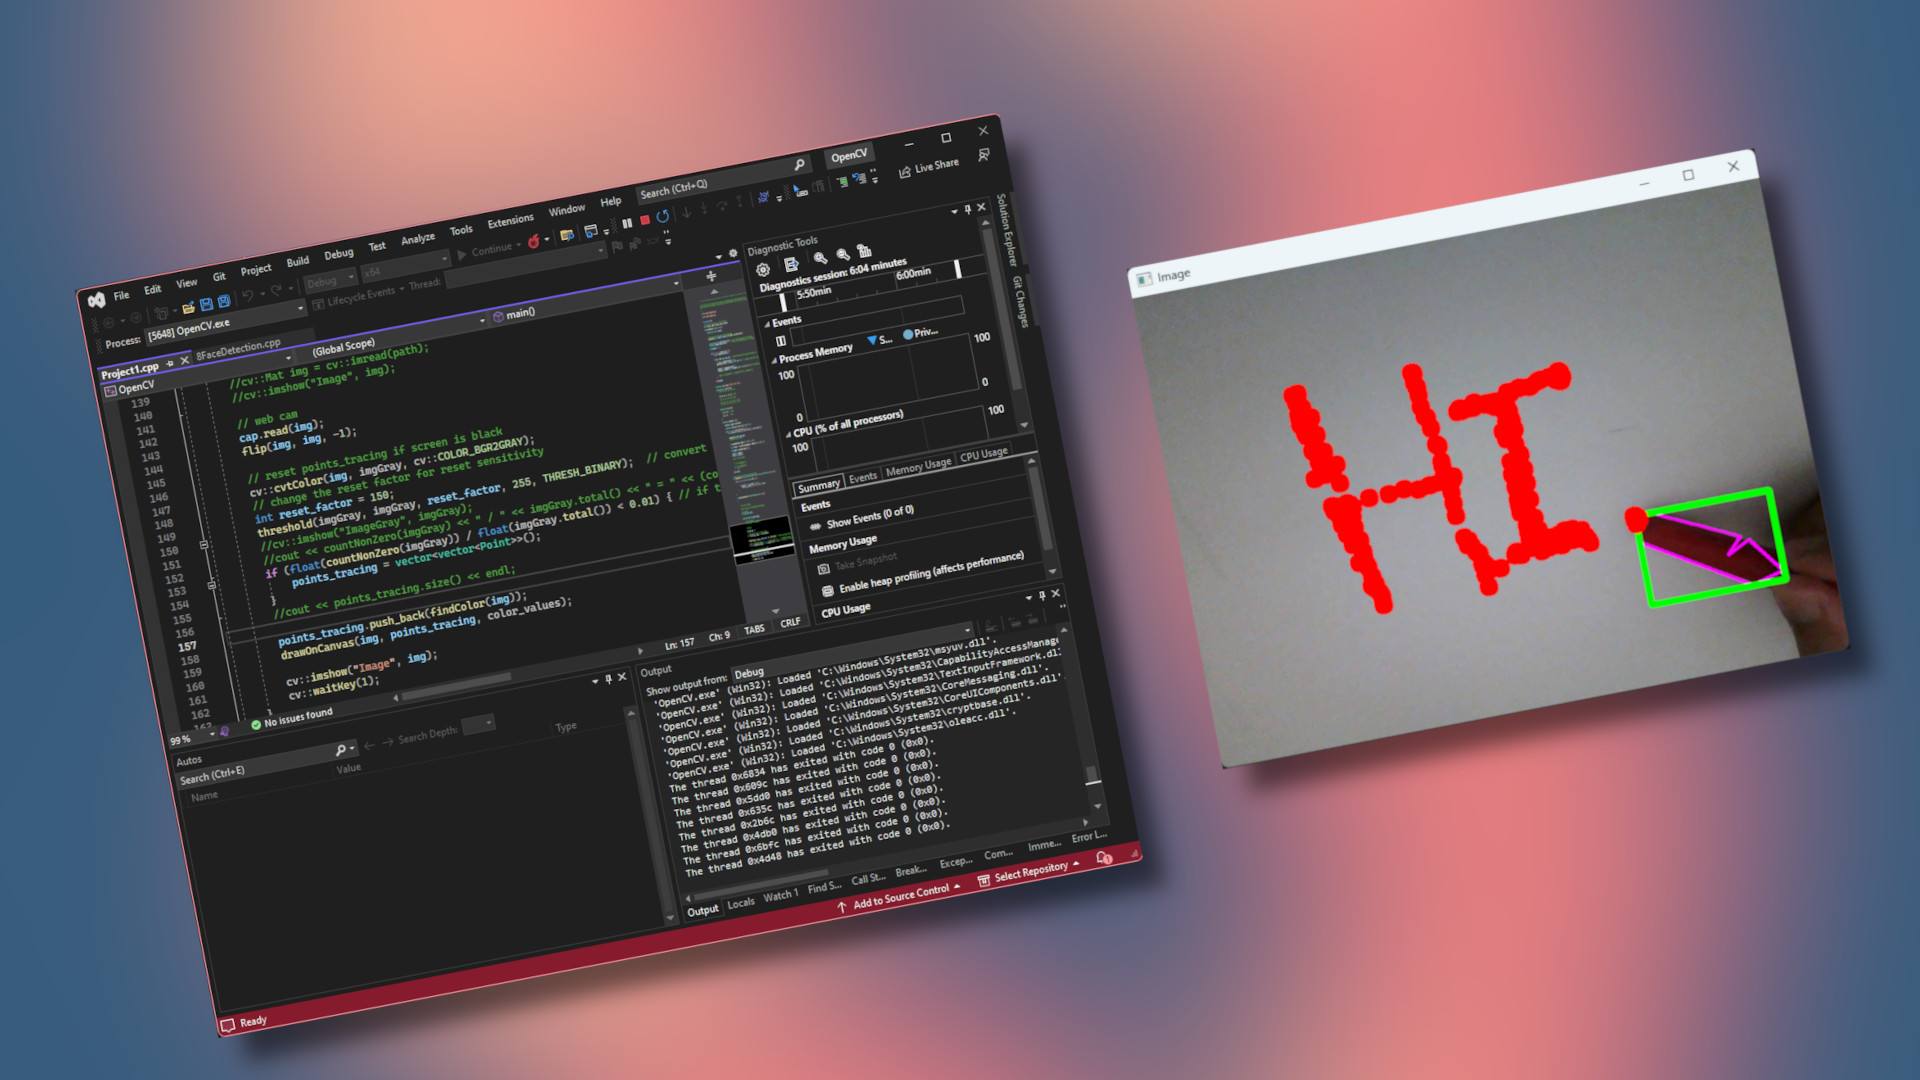 File Edit View Git Project Build Debug Test Analyze Tools Extensions Window Help Search (Ctrl+Q) OpenCV
Live Share
Debug x64 Continue
Process: [5648] OpenCV.exe Lifecycle Events Thread:
Project1.cpp 8FaceDetection.cpp
OpenCV (Global Scope) main()
139
140 //cv::Mat img = cv::imread(path);
141 //cv::imshow("Image", img);
142
143 // web cam
144 cap.read(img);
145 flip(img, img, -1);
146
147 // reset points_tracing if screen is black
148 cv::cvtColor(img, imgGray, cv::COLOR_BGR2GRAY);
149 // change the reset factor for reset sensitivity
150 int reset_factor = 150;
151 threshold(imgGray, imgGray, reset_factor, 255, THRESH_BINARY); // convert
152 //cv::imshow("ImageGray", imgGray);
153 //cout << countNonZero(imgGray) << " / " << imgGray.total() << " = " << (co
154 if (float(countNonZero(imgGray)) / float(imgGray.total()) < 0.01) { // if t
155 points_tracing = vector<vector<Point>>();
156 }
157 //cout << points_tracing.size() << endl;
158
159 points_tracing.push_back(findColor(img));
160 drawOnCanvas(img, points_tracing, color_values);
161
162 cv::imshow("Image", img);
cv::waitKey(1);
}
99 % No issues found Ln: 157 Ch: 9 TABS CRLF
Autos
Search (Ctrl+E) Search Depth:
Name Value Type
Diagnostic Tools
Diagnostics session: 6:04 minutes
5:50min 6:00min
Events
Process Memory S... Priv...
100 100
0 0
CPU (% of all processors)
100 100
Summary Events Memory Usage CPU Usage
Events
Show Events (0 of 0)
Memory Usage
Take Snapshot
Enable heap profiling (affects performance)
CPU Usage
Solution Explorer
Git Changes
Output
Show output from: Debug
'OpenCV.exe' (Win32): Loaded 'C:\Windows\System32\msyuv.dll'.
'OpenCV.exe' (Win32): Loaded 'C:\Windows\System32\CapabilityAccessManage
'OpenCV.exe' (Win32): Loaded 'C:\Windows\System32\TextInputFramework.dl
'OpenCV.exe' (Win32): Loaded 'C:\Windows\System32\CoreMessaging.dll'.
'OpenCV.exe' (Win32): Loaded 'C:\Windows\System32\CoreUIComponents.dll'
'OpenCV.exe' (Win32): Loaded 'C:\Windows\System32\cryptbase.dll'.
'OpenCV.exe' (Win32): Loaded 'C:\Windows\System32\oleacc.dll'.
The thread 0x6834 has exited with code 0 (0x0).
The thread 0x609c has exited with code 0 (0x0).
The thread 0x5dd0 has exited with code 0 (0x0).
The thread 0x635c has exited with code 0 (0x0).
The thread 0x2b6c has exited with code 0 (0x0).
The thread 0x4db0 has exited with code 0 (0x0).
The thread 0x6bfc has exited with code 0 (0x0).
The thread 0x4d48 has exited with code 0 (0x0).
Output Locals Watch 1 Find S... Call St... Break... Excep... Com... Imme... Error L...
Ready Add to Source Control Select Repository 1
Image
HI